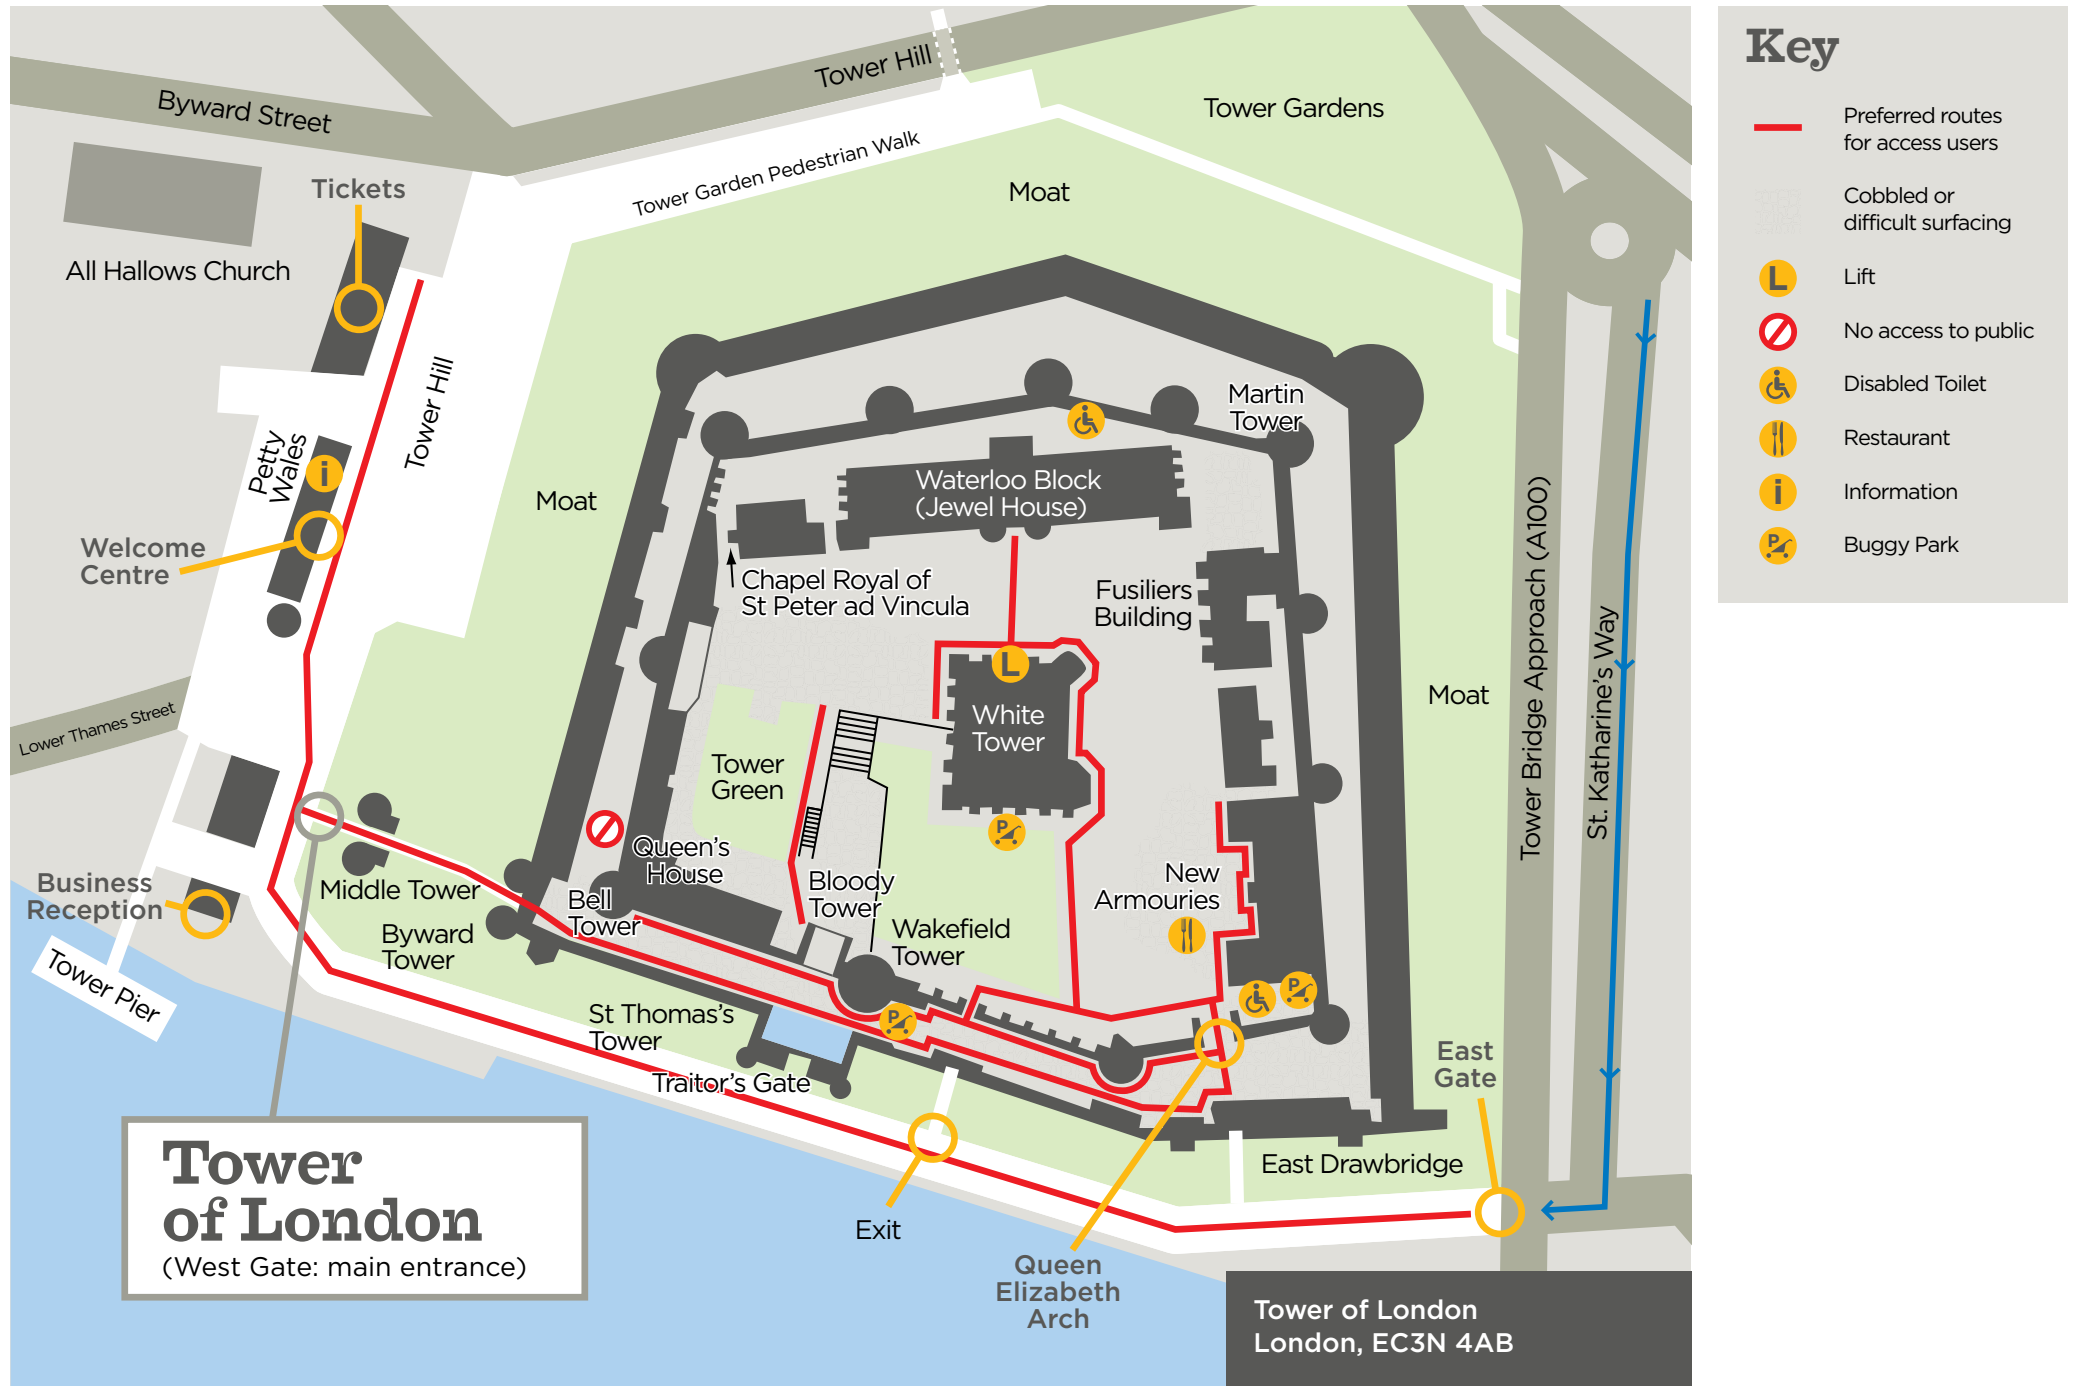 Byward Street
Tower Hill
Tower Gardens
Tower Garden Pedestrian Walk
Moat
Tickets
All Hallows Church
Tower Hill
Petty
Wales
i
Welcome
Centre
Moat
Martin
Tower
Waterloo Block
(Jewel House)
Chapel Royal of
St Peter ad Vincula
Fusiliers
Building
L
White
Tower
Moat
Tower Bridge Approach (A100)
St. Katharine's Way
Lower Thames Street
Tower
Green
P
Queen's
House
Bloody
Tower
New
Armouries
Middle Tower
Bell
Tower
Business
Reception
Byward
Tower
Wakefield
Tower
Tower Pier
P
P
St Thomas's
Tower
Traitor's Gate
East
Gate
East Drawbridge
Exit
Queen
Elizabeth
Arch
Tower
of London
(West Gate: main entrance)
Tower of London
London, EC3N 4AB
Key
Preferred routes
for access users
Cobbled or
difficult surfacing
L Lift
No access to public
Disabled Toilet
Restaurant
i Information
P Buggy Park